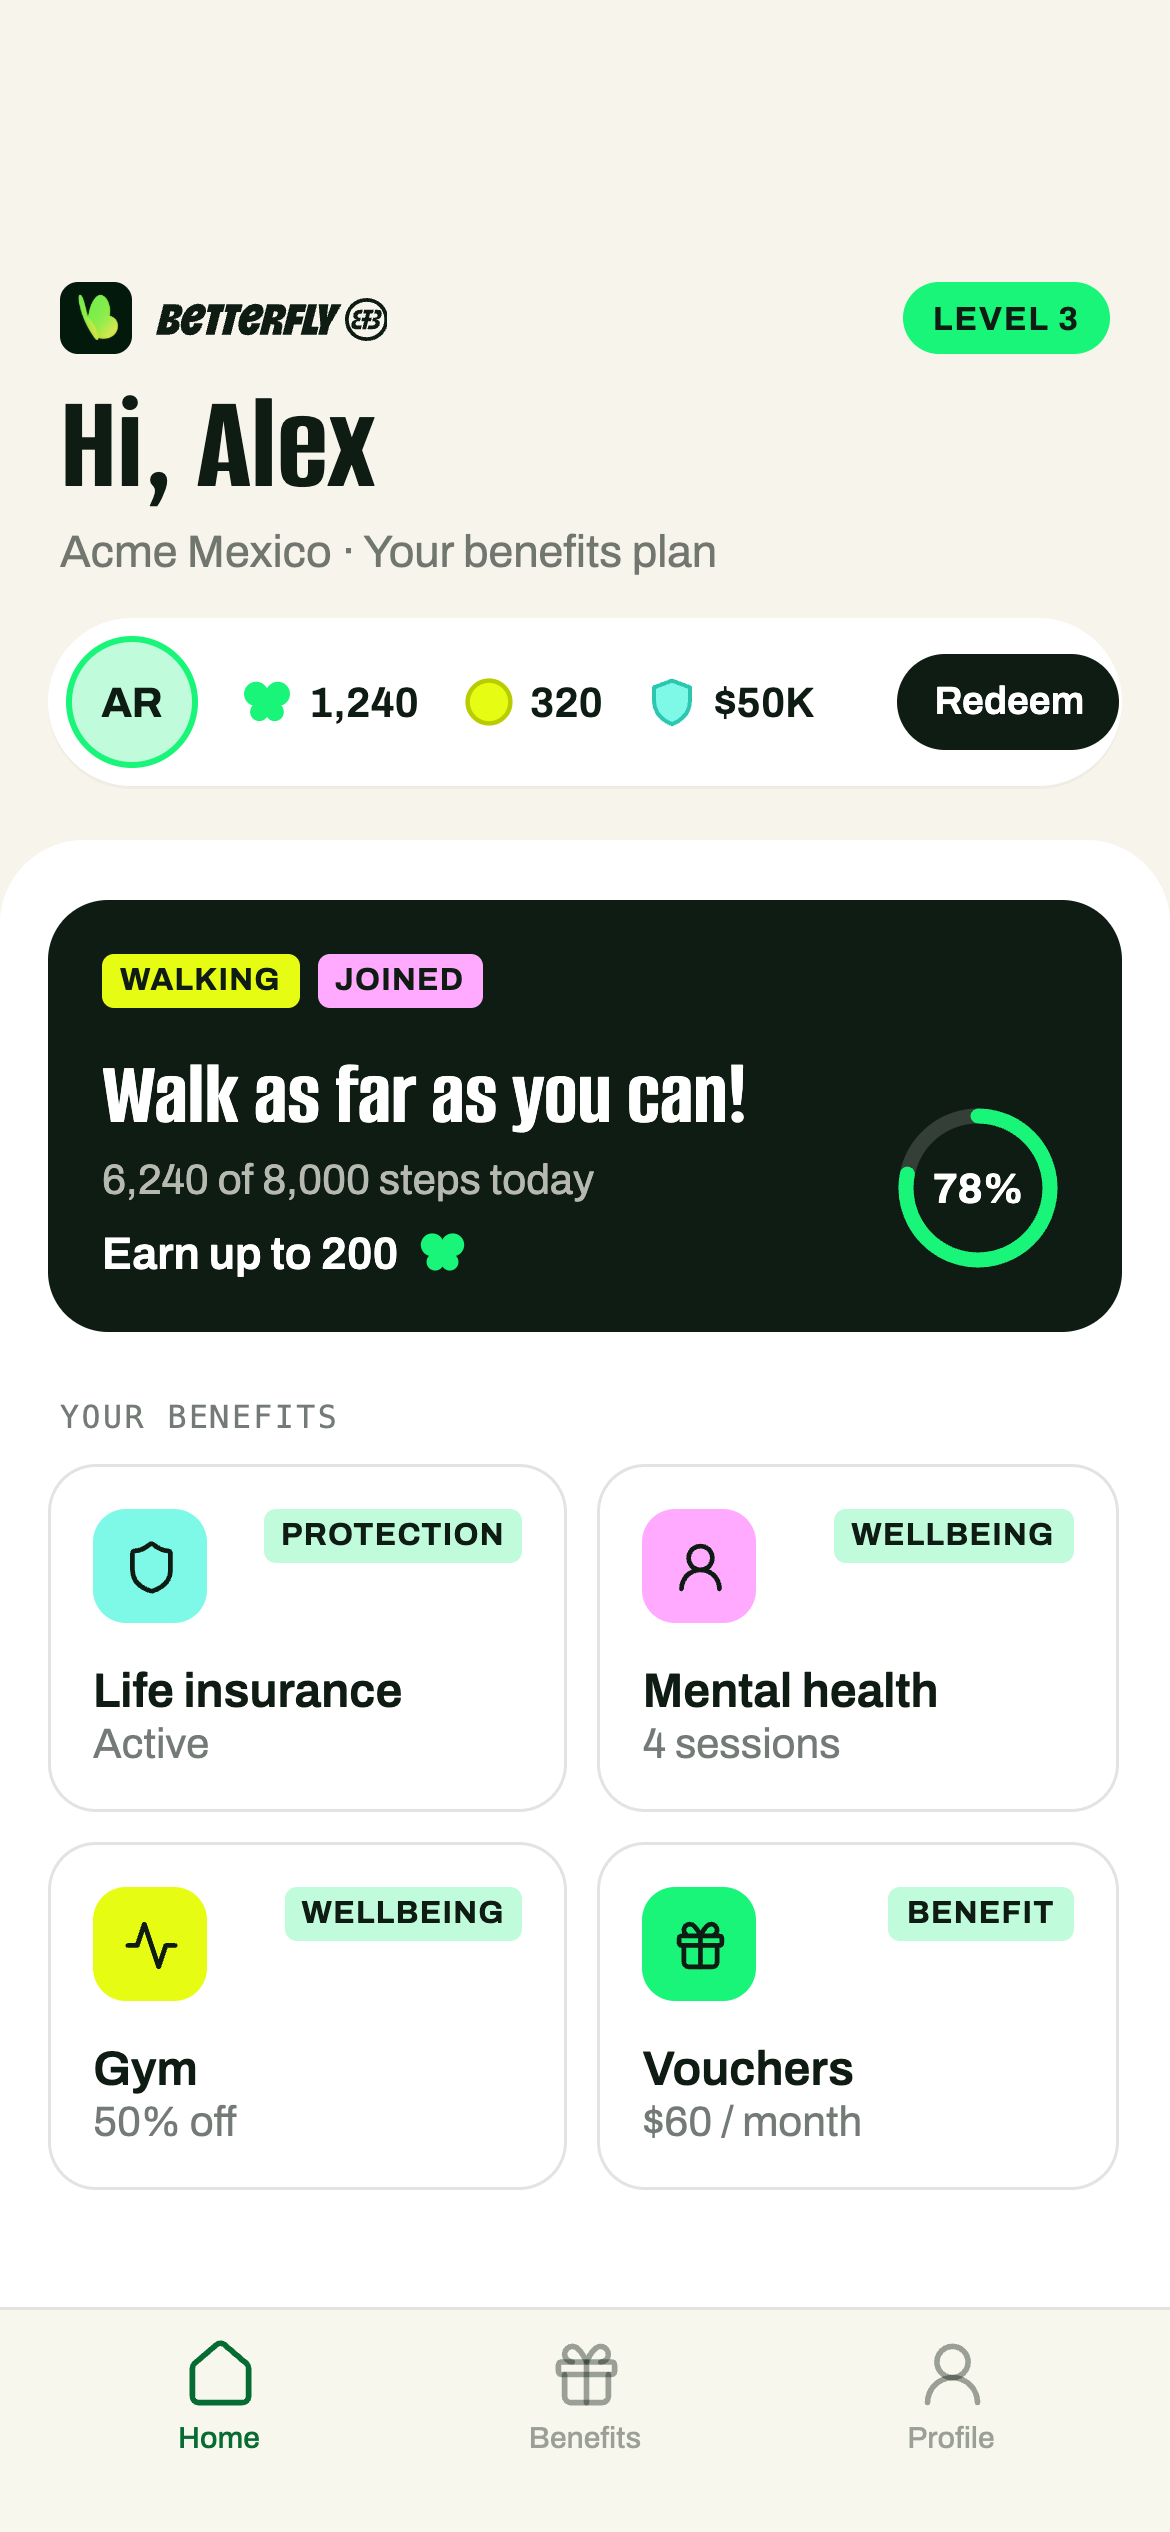 BETTERFLY
LEVEL 3
Hi, Alex
Acme Mexico · Your benefits plan
AR 1,240 320 $50K Redeem
WALKING JOINED
Walk as far as you can!
6,240 of 8,000 steps today
78%
Earn up to 200
YOUR BENEFITS
PROTECTION
Life insurance
Active
WELLBEING
Mental health
4 sessions
WELLBEING
Gym
50% off
BENEFIT
Vouchers
$60 / month
Home Benefits Profile